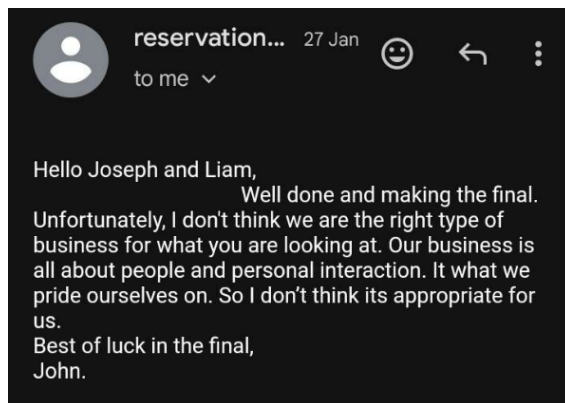 reservation... 27 Jan
to me
Hello Joseph and Liam,
Well done and making the final.
Unfortunately, I don't think we are the right type of
business for what you are looking at. Our business is
all about people and personal interaction. It what we
pride ourselves on. So I don’t think its appropriate for
us.
Best of luck in the final,
John.